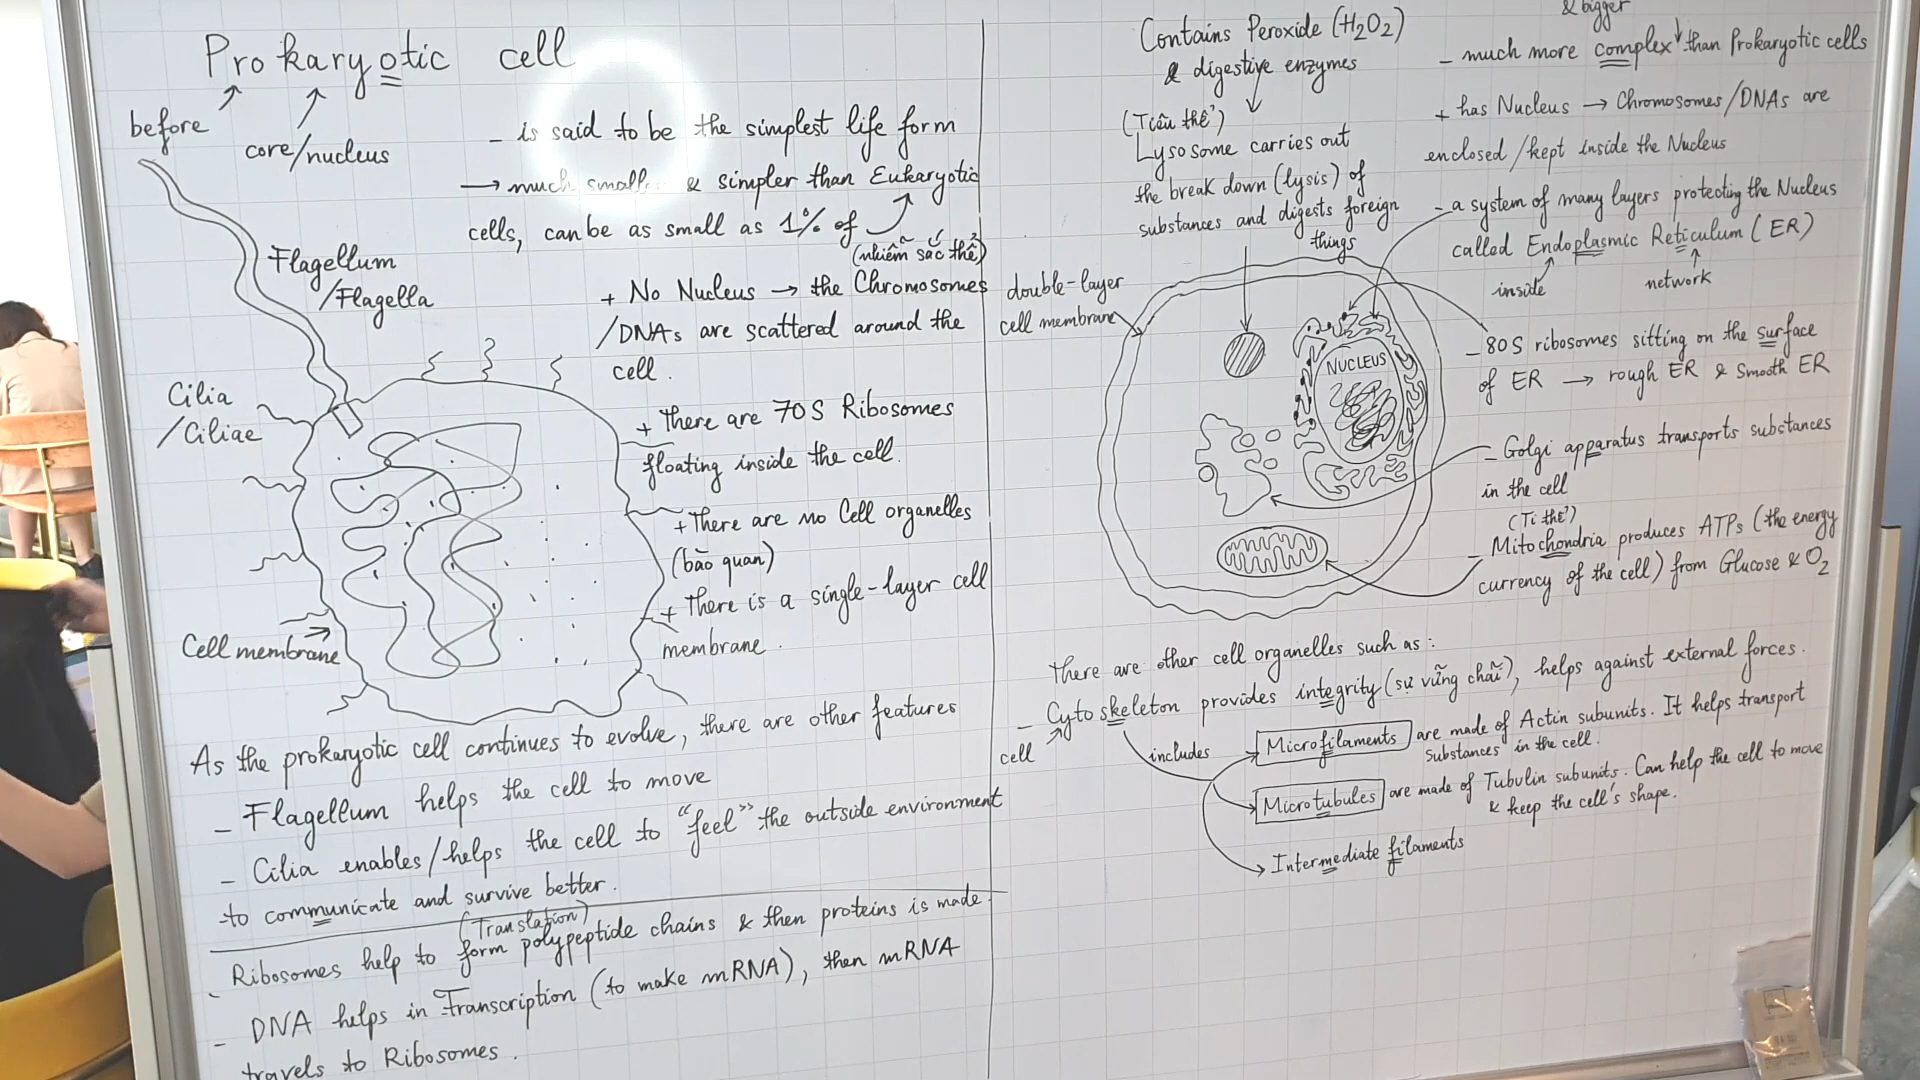 Prokaryotic cell
before
core/nucleus
- is said to be the simplest life form
→ much small & simpler than Eukaryotic
cells, can be as small as 1% of
(nhiễm sắc thể)
Flagellum
/Flagella
+ No Nucleus → the Chromosomes
/DNAs are scattered around the
cell.
Cilia
/Ciliae
+ There are 70S Ribosomes
floating inside the cell.
+ There are no Cell organelles
(bào quan)
+ There is a single-layer cell
membrane.
Cell membrane
As the prokaryotic cell continues to evolve, there are other features
- Flagellum helps the cell to move
- Cilia enables/helps the cell to "feel" the outside environment
to communicate and survive better.
(Translation)
- Ribosomes help to form polypeptide chains & then proteins is made.
- DNA helps in Transcription (to make mRNA), then mRNA
travels to Ribosomes.
Contains Peroxide (H2O2)
& digestive enzymes
(Tiêu thể)
Lysosome carries out
the break down (lysis) of
substances and digests foreign
things
double-layer
cell membrane
NUCLEUS
& bigger
- much more complex than Prokaryotic cells
+ has Nucleus → Chromosomes/DNAs are
enclosed/kept inside the Nucleus
- a system of many layers protecting the Nucleus
called Endoplasmic Reticulum (ER)
inside
network
- 80S ribosomes sitting on the surface
of ER → rough ER & Smooth ER
- Golgi apparatus transports substances
in the cell
(Ti thể)
- Mitochondria produces ATPs (the energy
currency of the cell) from Glucose & O2
There are other cell organelles such as:
- Cytoskeleton provides integrity (sự vững chãi), helps against external forces.
cell
includes
Microfilaments are made of Actin subunits. It helps transport
substances in the cell.
Microtubules are made of Tubulin subunits. Can help the cell to move
& keep the cell's shape.
Intermediate filaments